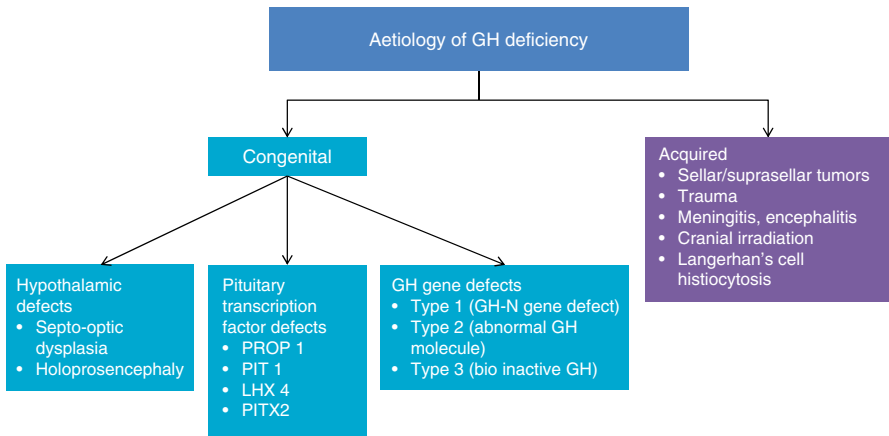 Aetiology of GH deficiency
Congenital
Acquired
• Sellar/suprasellar tumors
• Trauma
• Meningitis, encephalitis
• Cranial irradiation
• Langerhan's cell
histiocytosis
Hypothalamic
defects
• Septo-optic
dysplasia
• Holoprosencephaly
Pituitary
transcription
factor defects
• PROP 1
• PIT 1
• LHX 4
• PITX2
GH gene defects
• Type 1 (GH-N gene defect)
• Type 2 (abnormal GH
molecule)
• Type 3 (bio inactive GH)